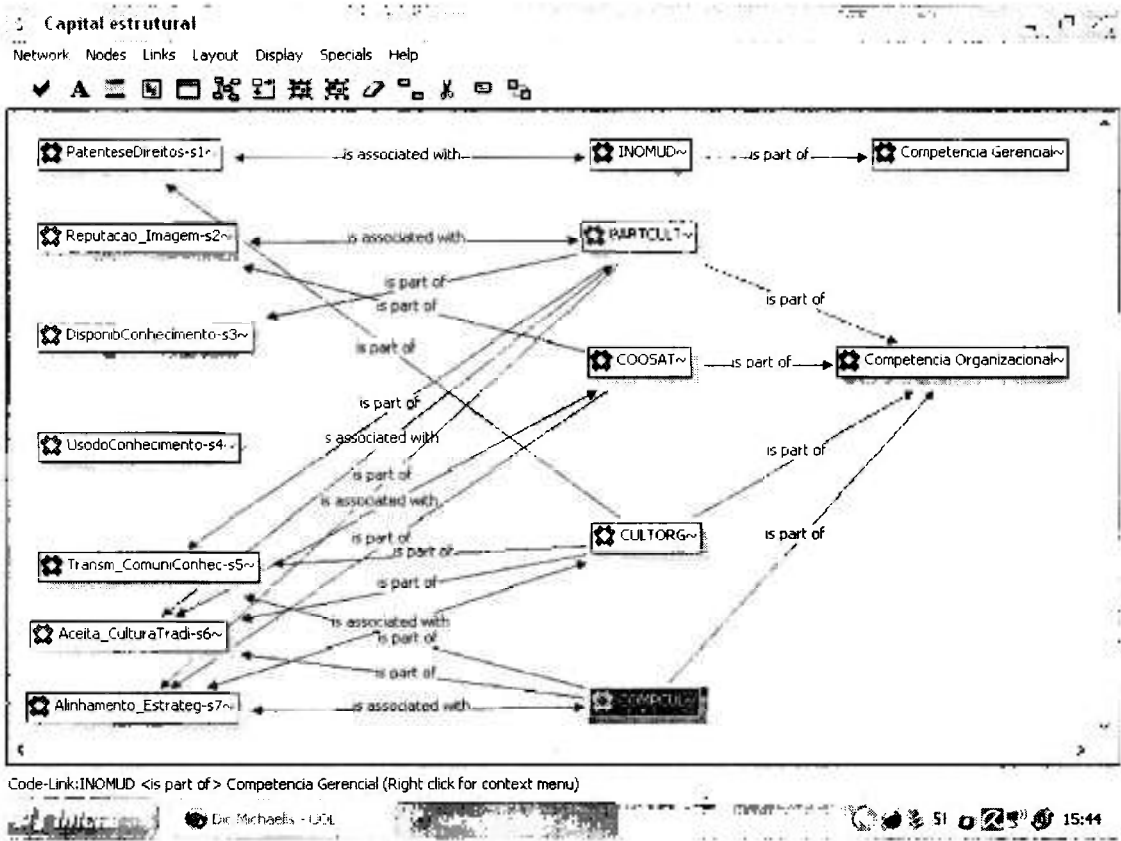 Capital estrutural
Network Nodes Links Layout Display Specials Help
PatenteseDireitos-s1~ is associated with INOMUD~ is part of Competencia Gerencial~
Reputacao_Imagem-s2~ is associated with PARTCULT~
is part of
is part of
is part of
DisponibConhecimento-s3~ is part of COOSAT~ is part of Competencia Organizacional~
is part of
UsodoConhecimento-s4~ s associated with
is part of
is part of
is associated with
is part of
is part of
CULTORG~
Transm_ComuniConhec-s5~ is part of
is part of
Aceita_CulturaTradi-s6~ is associated with
is part of
is part of
Alinhamento_Estrateg-s7~ is associated with
Code-Link:INOMUD <is part of> Competencia Gerencial (Right click for context menu)
Dic Michaelis - UOL 15:44